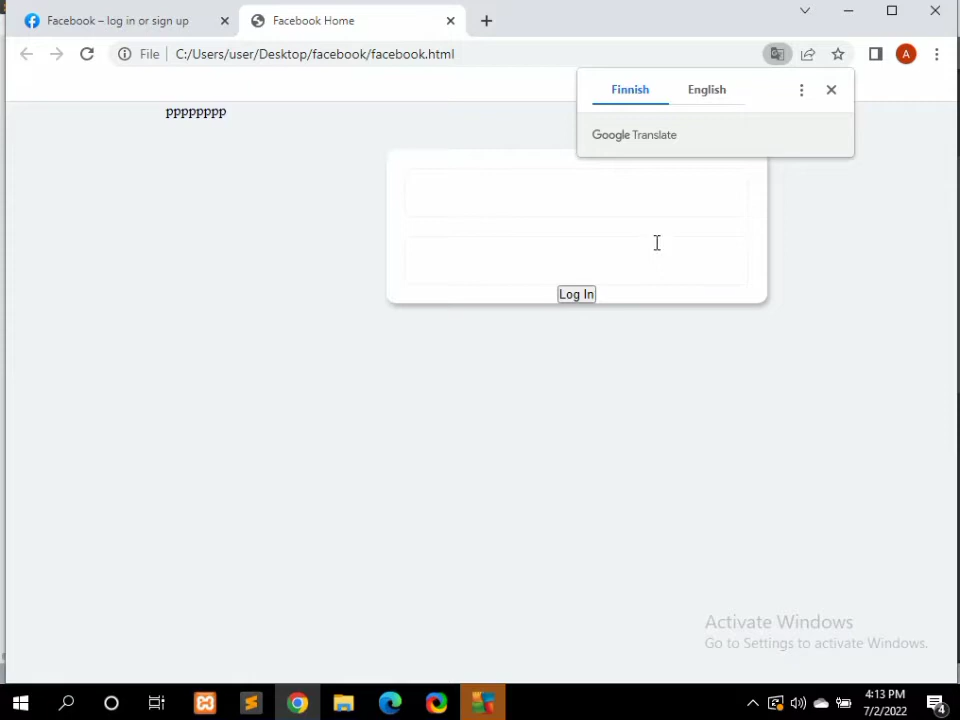 Facebook – log in or sign up
Facebook Home
File
C:/Users/user/Desktop/facebook/facebook.html
Finnish
English
Google Translate
pppppppp
Log In
Activate Windows
Go to Settings to activate Windows.
A
4:13 PM
7/2/2022
4